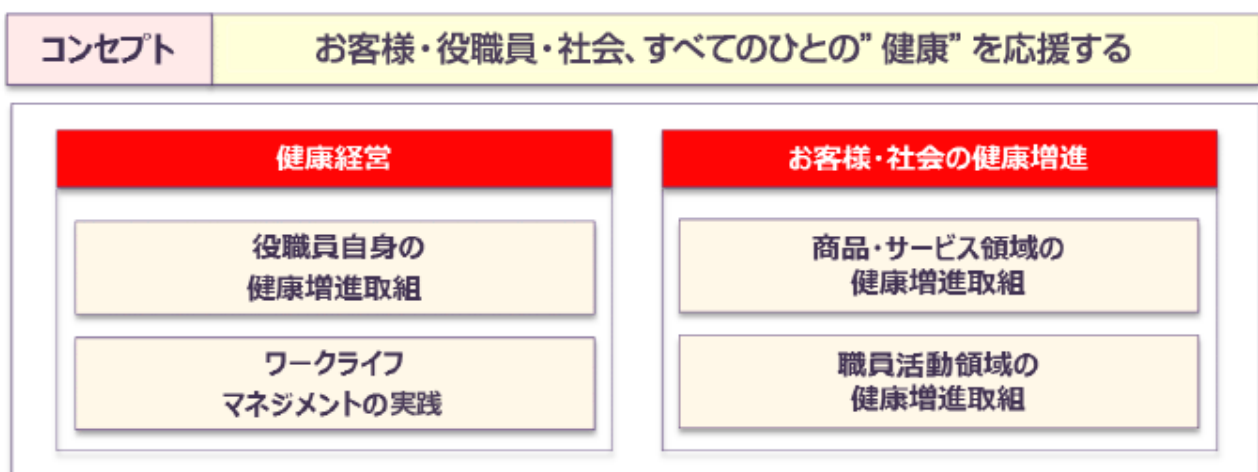 コンセプト
お客様・役職員・社会、すべてのひとの”健康”を応援する
健康経営
役職員自身の
健康増進取組
ワークライフ
マネジメントの実践
お客様・社会の健康増進
商品・サービス領域の
健康増進取組
職員活動領域の
健康増進取組